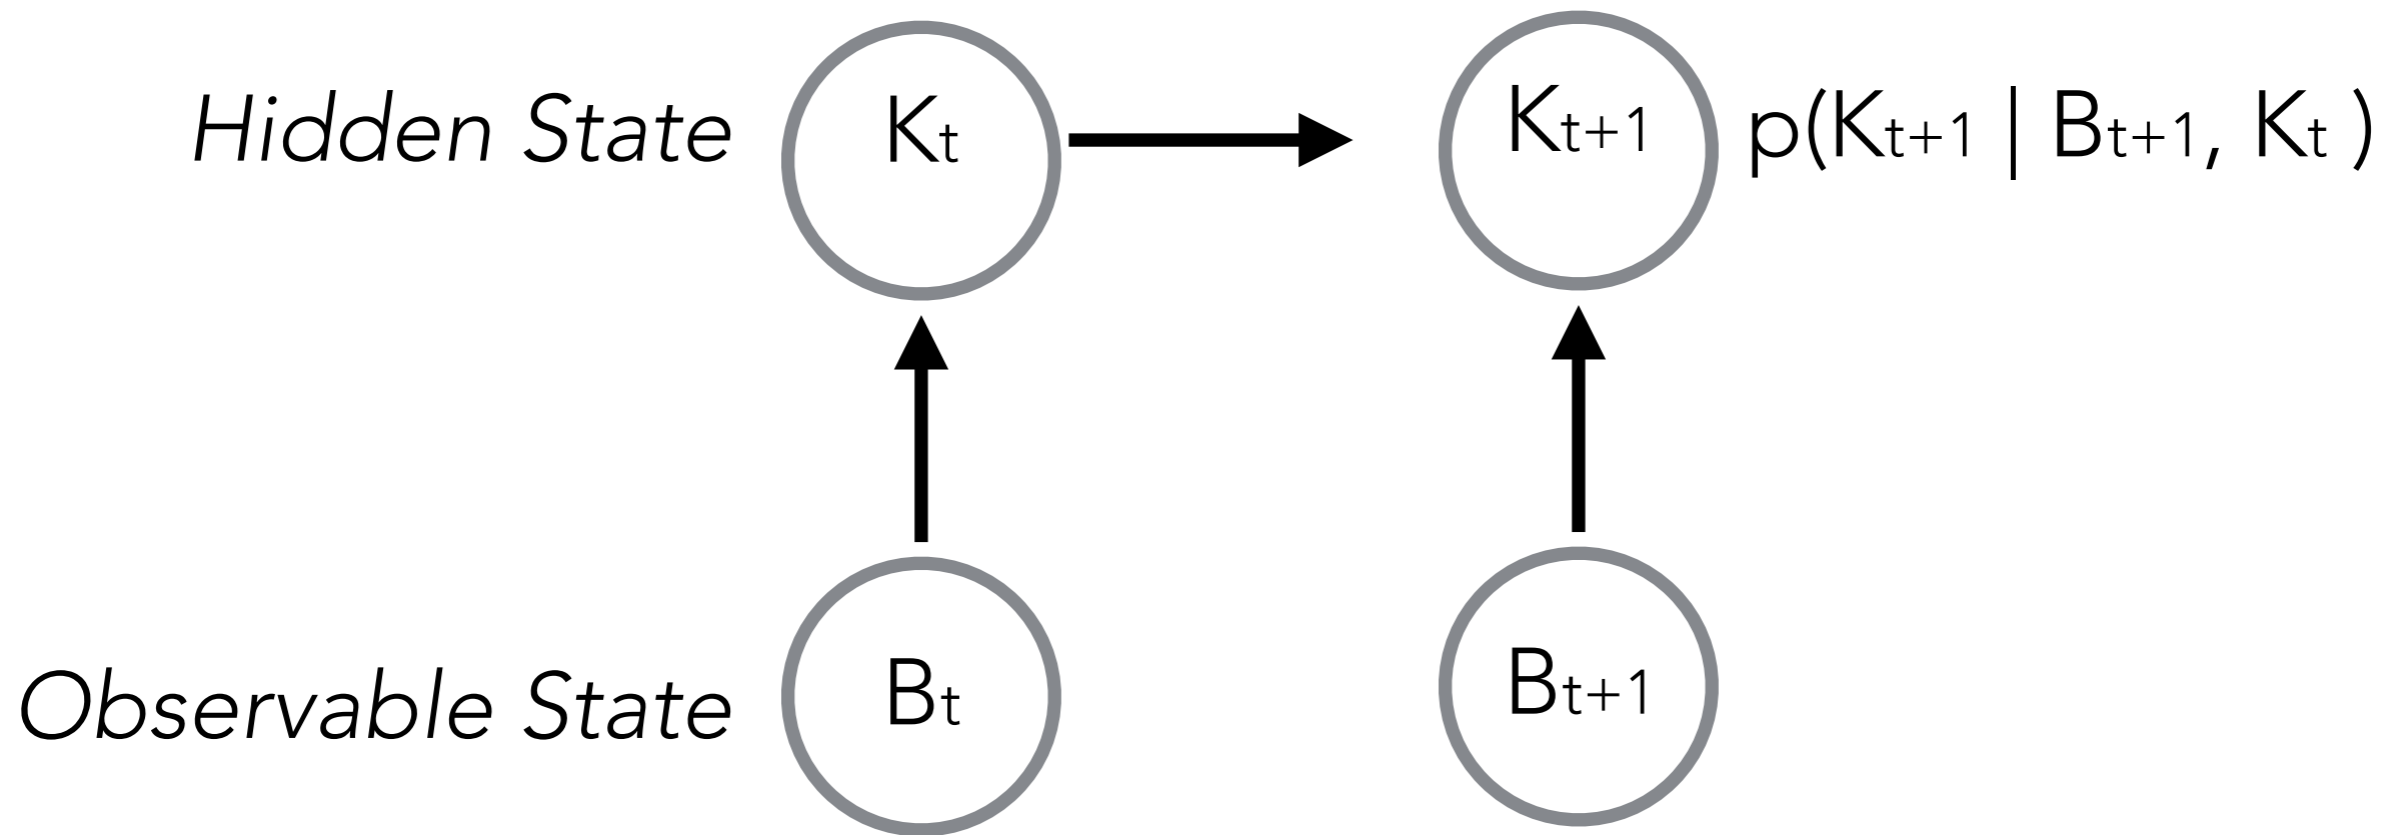 Hidden State Kt Kt+1 p(Kt+1 | Bt+1, Kt )
Observable State Bt Bt+1